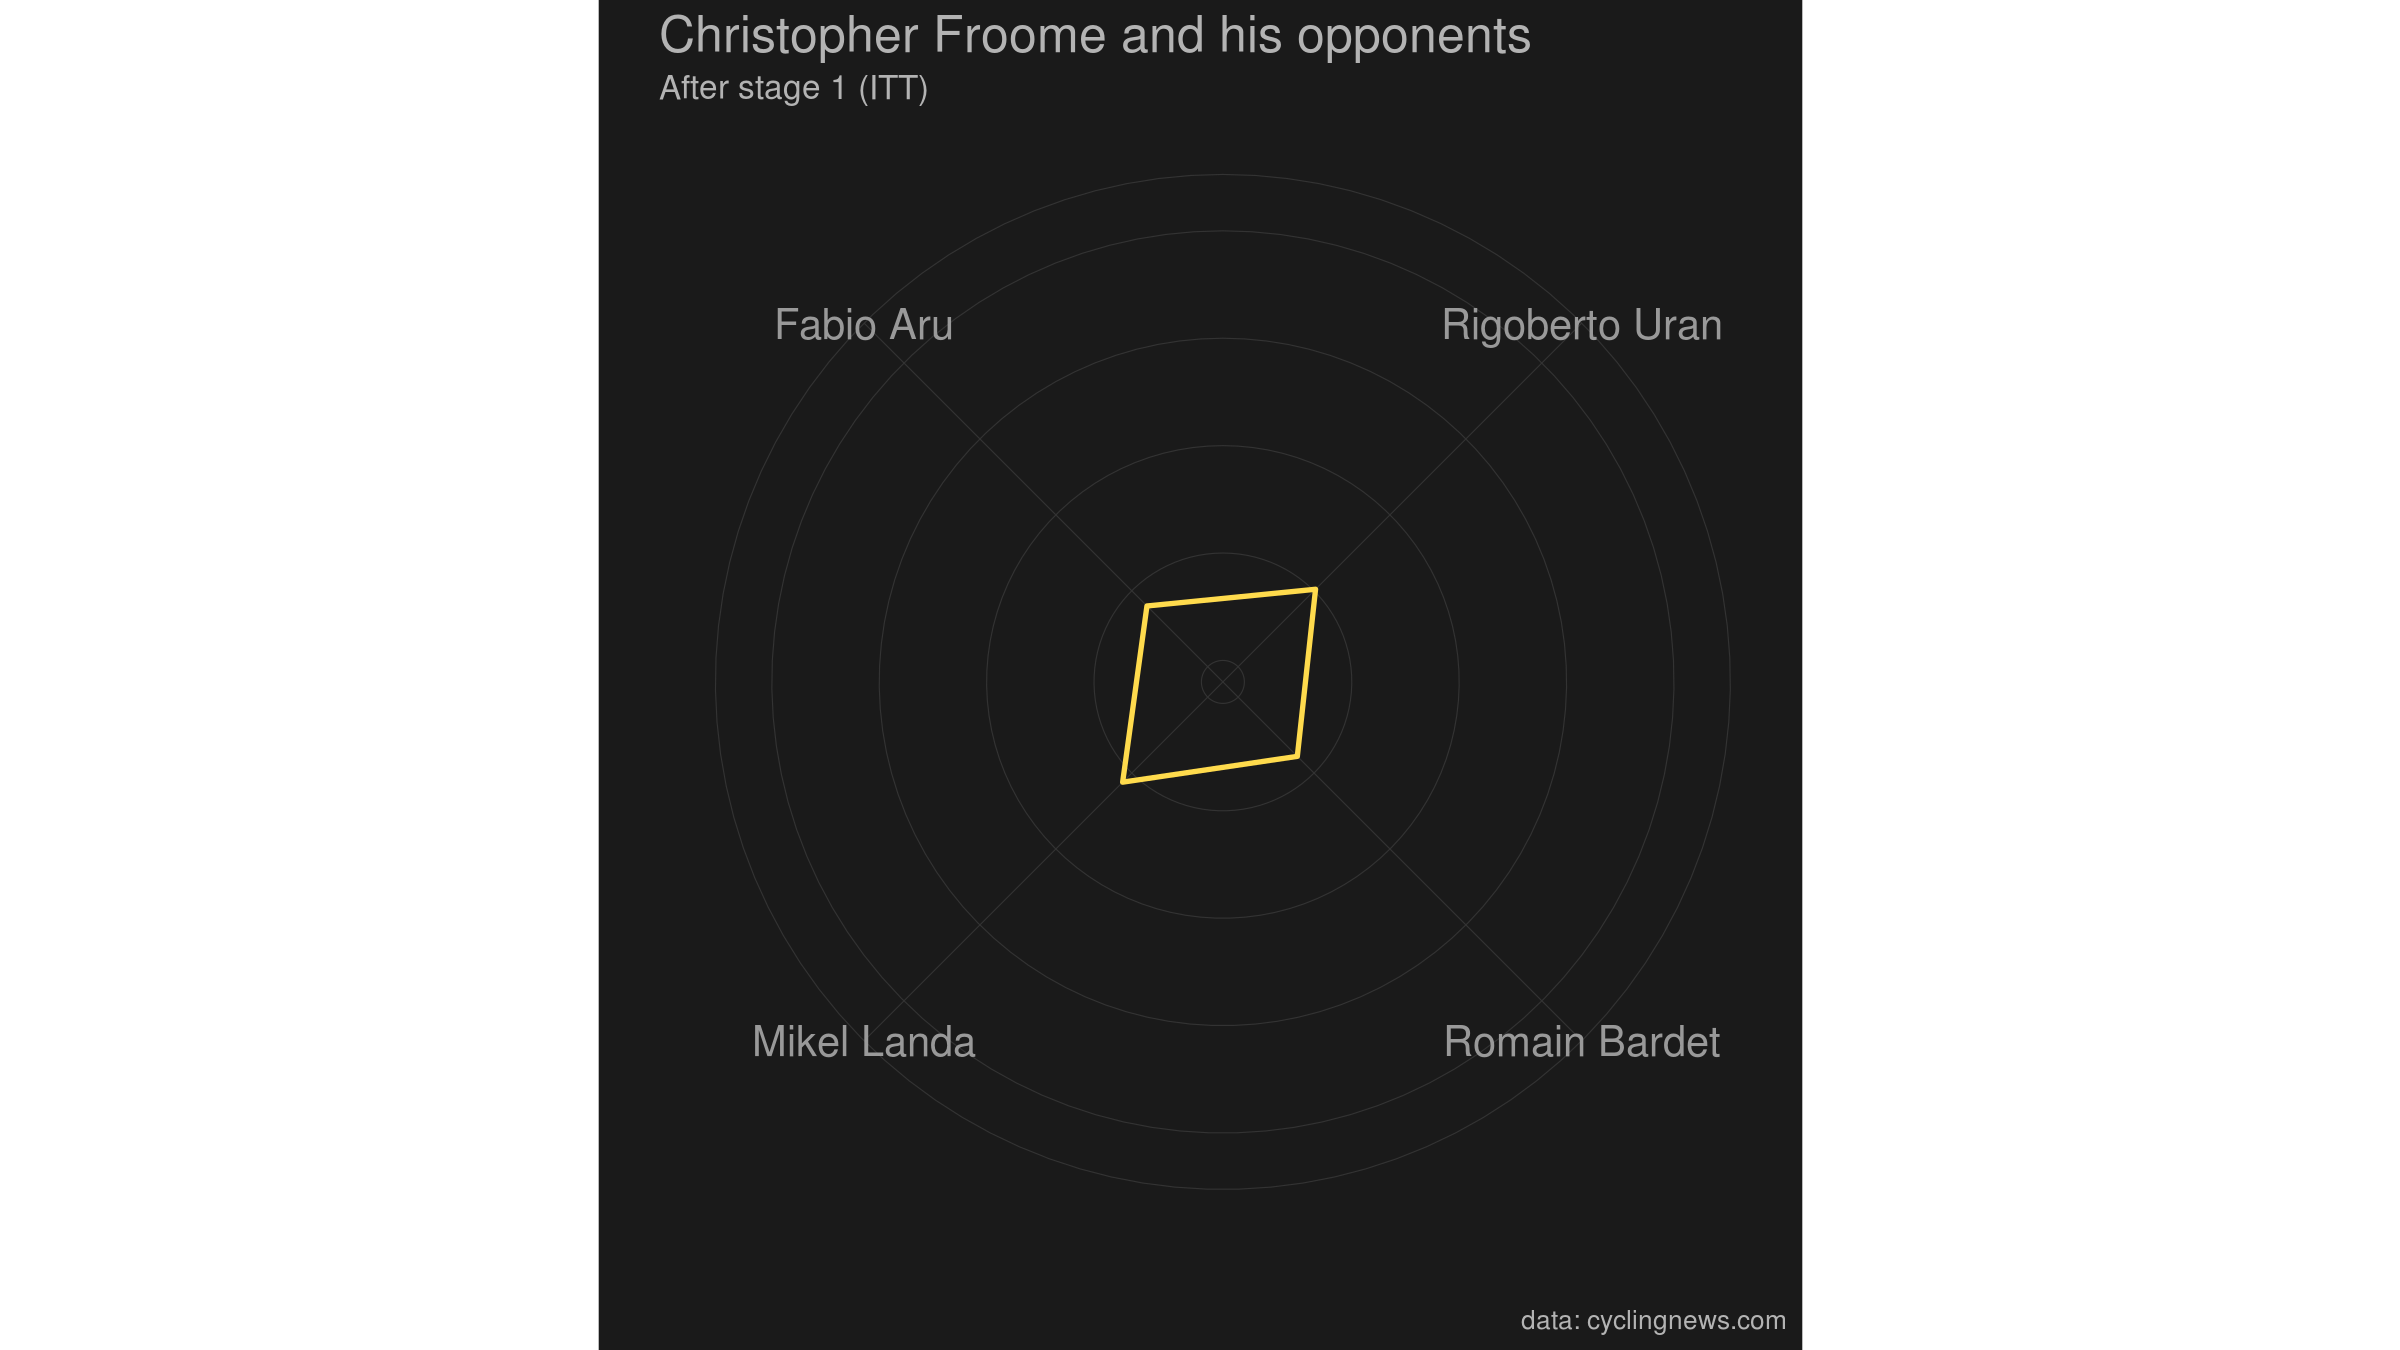 Christopher Froome and his opponents
After stage 1 (ITT)
Fabio Aru
Rigoberto Uran
Mikel Landa
Romain Bardet
data: cyclingnews.com